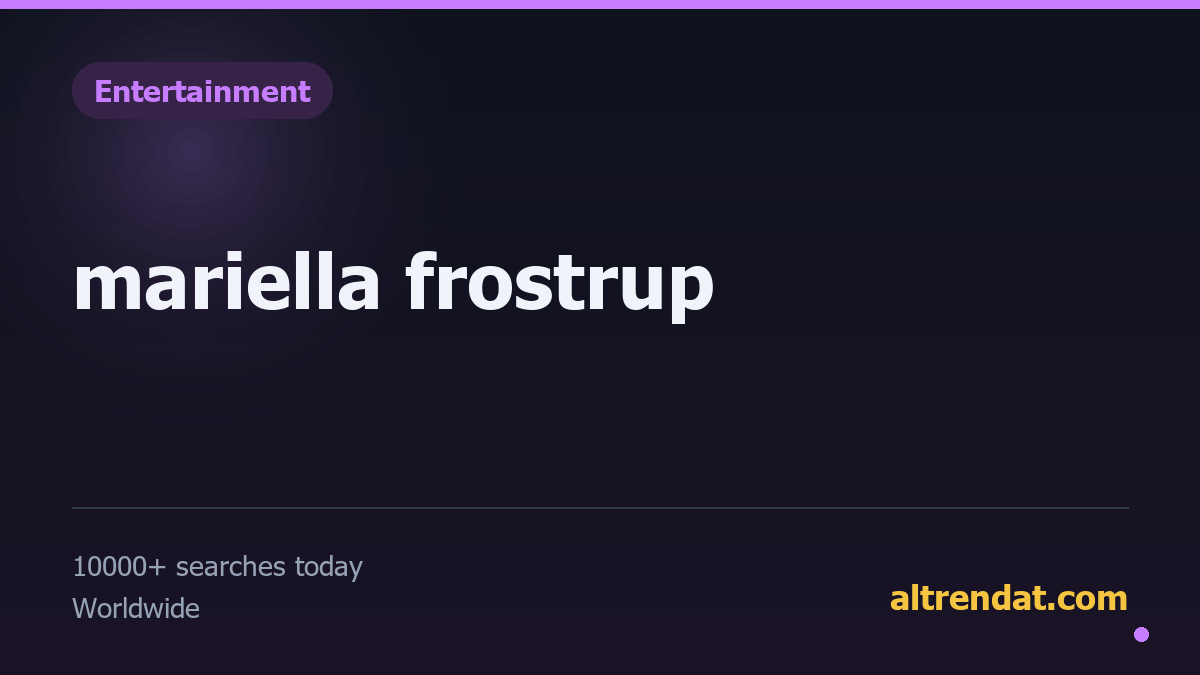 Entertainment
mariella frostrup
10000+ searches today
Worldwide
altrendat.com